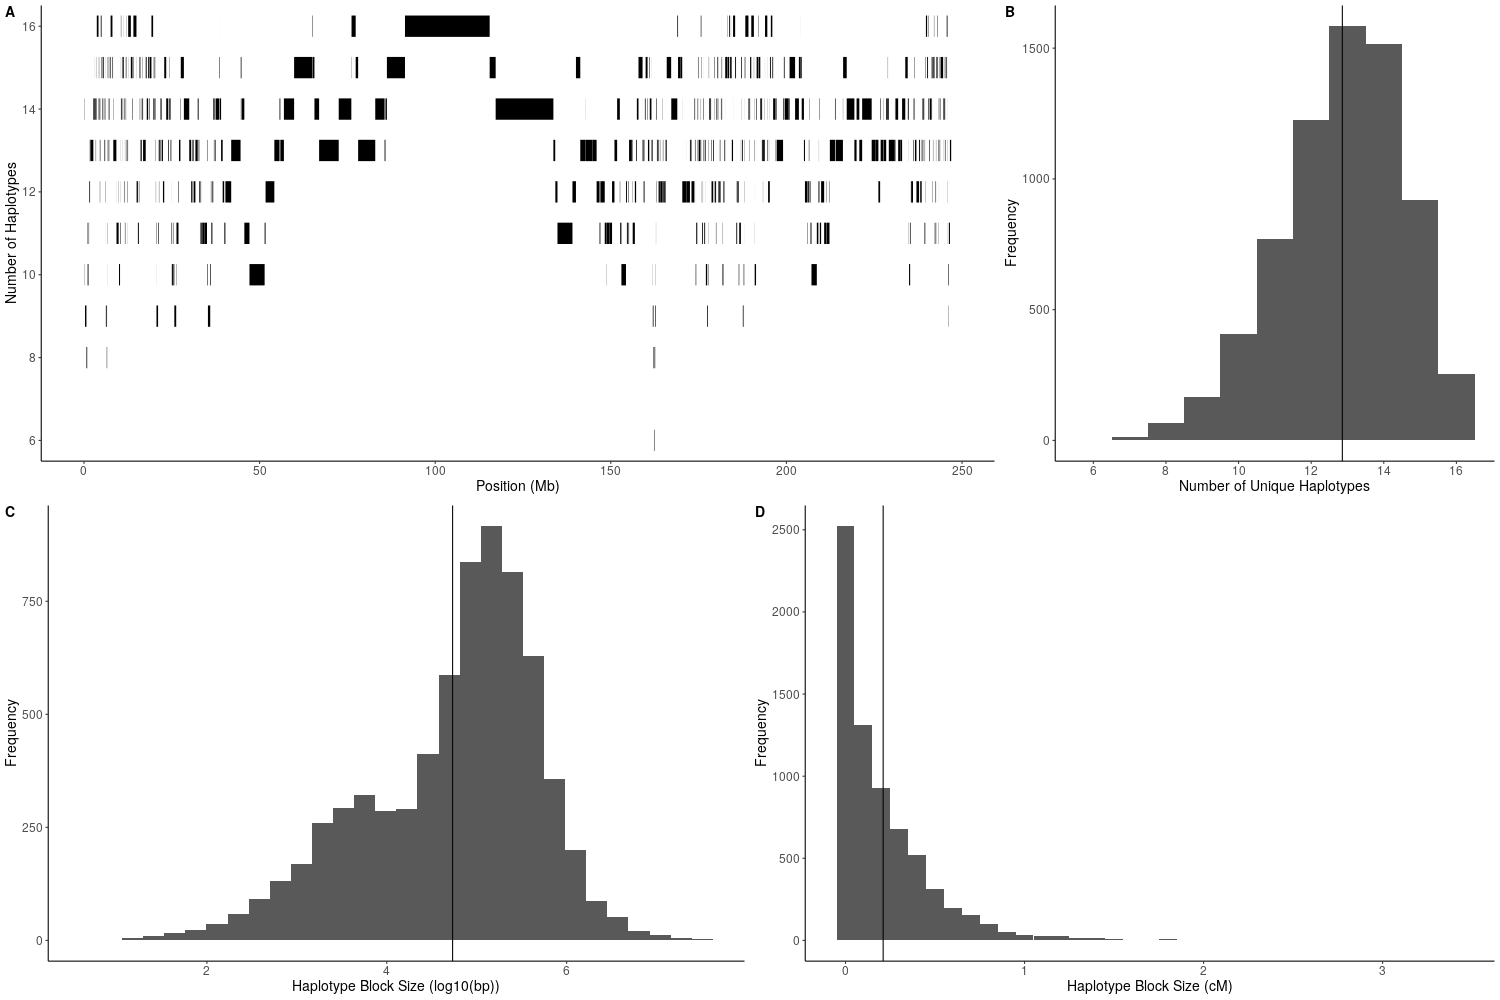 A
Number of Haplotypes
16
14
12
10
8
6
0 50 100 150 200 250
Position (Mb)
B
Frequency
1500
1000
500
0
6 8 10 12 14 16
Number of Unique Haplotypes
C
Frequency
750
500
250
0
2 4 6
Haplotype Block Size (log10(bp))
D
Frequency
2500
2000
1500
1000
500
0
0 1 2 3
Haplotype Block Size (cM)